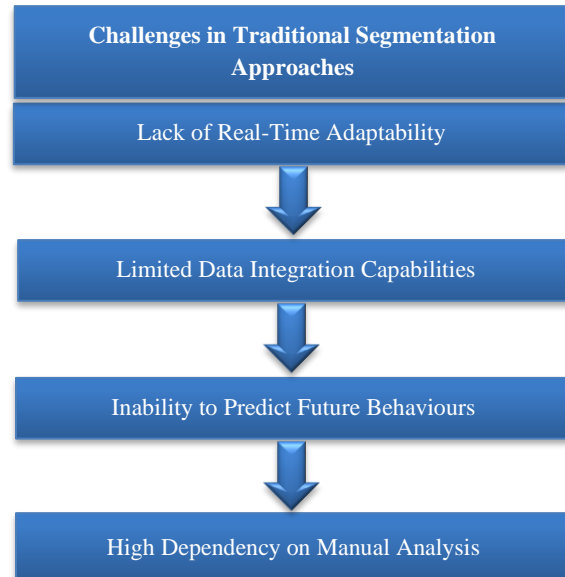 Challenges in Traditional Segmentation
Approaches
Lack of Real-Time Adaptability
Limited Data Integration Capabilities
Inability to Predict Future Behaviours
High Dependency on Manual Analysis